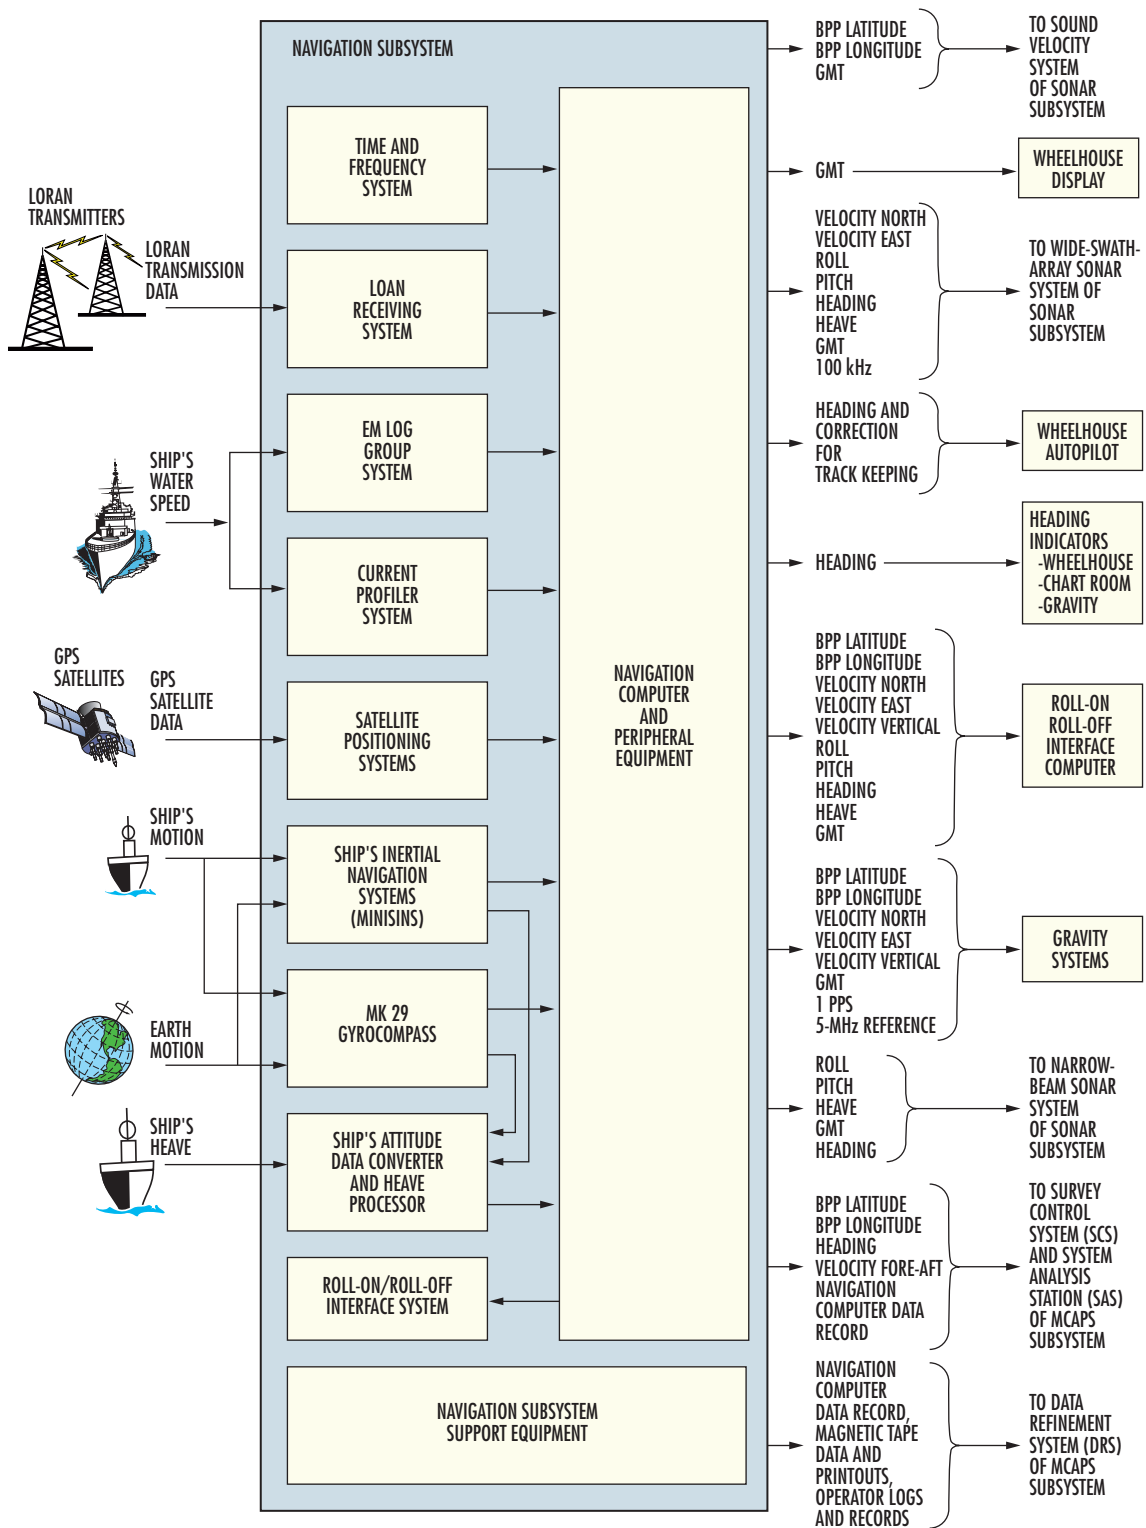 NAVIGATION SUBSYSTEM
TIME AND
FREQUENCY
SYSTEM
LORAN
TRANSMITTERS
LORAN
TRANSMISSION
DATA
LOAN
RECEIVING
SYSTEM
SHIP'S
WATER
SPEED
EM LOG
GROUP
SYSTEM
CURRENT
PROFILER
SYSTEM
GPS
SATELLITES
GPS
SATELLITE
DATA
SATELLITE
POSITIONING
SYSTEMS
SHIP'S
MOTION
SHIP'S INERTIAL
NAVIGATION
SYSTEMS
(MINISINS)
EARTH
MOTION
MK 29
GYROCOMPASS
SHIP'S
HEAVE
SHIP'S ATTITUDE
DATA CONVERTER
AND HEAVE
PROCESSOR
ROLL-ON/ROLL-OFF
INTERFACE SYSTEM
NAVIGATION SUBSYSTEM
SUPPORT EQUIPMENT
NAVIGATION
COMPUTER
AND
PERIPHERAL
EQUIPMENT
BPP LATITUDE
BPP LONGITUDE
GMT
TO SOUND
VELOCITY
SYSTEM
OF SONAR
SUBSYSTEM
GMT
WHEELHOUSE
DISPLAY
VELOCITY NORTH
VELOCITY EAST
ROLL
PITCH
HEADING
HEAVE
GMT
100 kHz
TO WIDE-SWATH-
ARRAY SONAR
SYSTEM OF
SONAR
SUBSYSTEM
HEADING AND
CORRECTION
FOR
TRACK KEEPING
WHEELHOUSE
AUTOPILOT
HEADING
HEADING
INDICATORS
-WHEELHOUSE
-CHART ROOM
-GRAVITY
BPP LATITUDE
BPP LONGITUDE
VELOCITY NORTH
VELOCITY EAST
VELOCITY VERTICAL
ROLL
PITCH
HEADING
HEAVE
GMT
ROLL-ON
ROLL-OFF
INTERFACE
COMPUTER
BPP LATITUDE
BPP LONGITUDE
VELOCITY NORTH
VELOCITY EAST
VELOCITY VERTICAL
GMT
1 PPS
5-MHz REFERENCE
GRAVITY
SYSTEMS
ROLL
PITCH
HEAVE
GMT
HEADING
TO NARROW-
BEAM SONAR
SYSTEM
OF SONAR
SUBSYSTEM
BPP LATITUDE
BPP LONGITUDE
HEADING
VELOCITY FORE-AFT
NAVIGATION
COMPUTER DATA
RECORD
TO SURVEY
CONTROL
SYSTEM (SCS)
AND SYSTEM
ANALYSIS
STATION (SAS)
OF MCAPS
SUBSYSTEM
NAVIGATION
COMPUTER
DATA RECORD,
MAGNETIC TAPE
DATA AND
PRINTOUTS,
OPERATOR LOGS
AND RECORDS
TO DATA
REFINEMENT
SYSTEM (DRS)
OF MCAPS
SUBSYSTEM